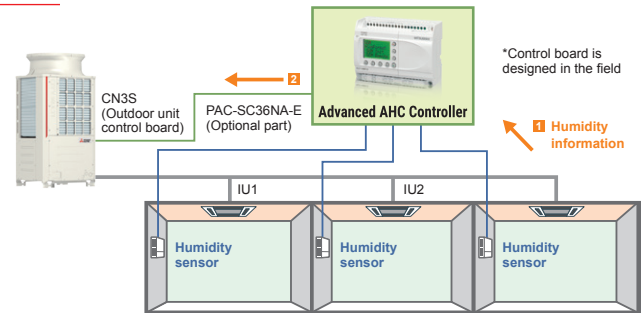 *Control board is
designed in the field
2
CN3S
(Outdoor unit
control board)
PAC-SC36NA-E
(Optional part)
Advanced AHC Controller
1 Humidity
information
IU1
IU2
Humidity
sensor
Humidity
sensor
Humidity
sensor